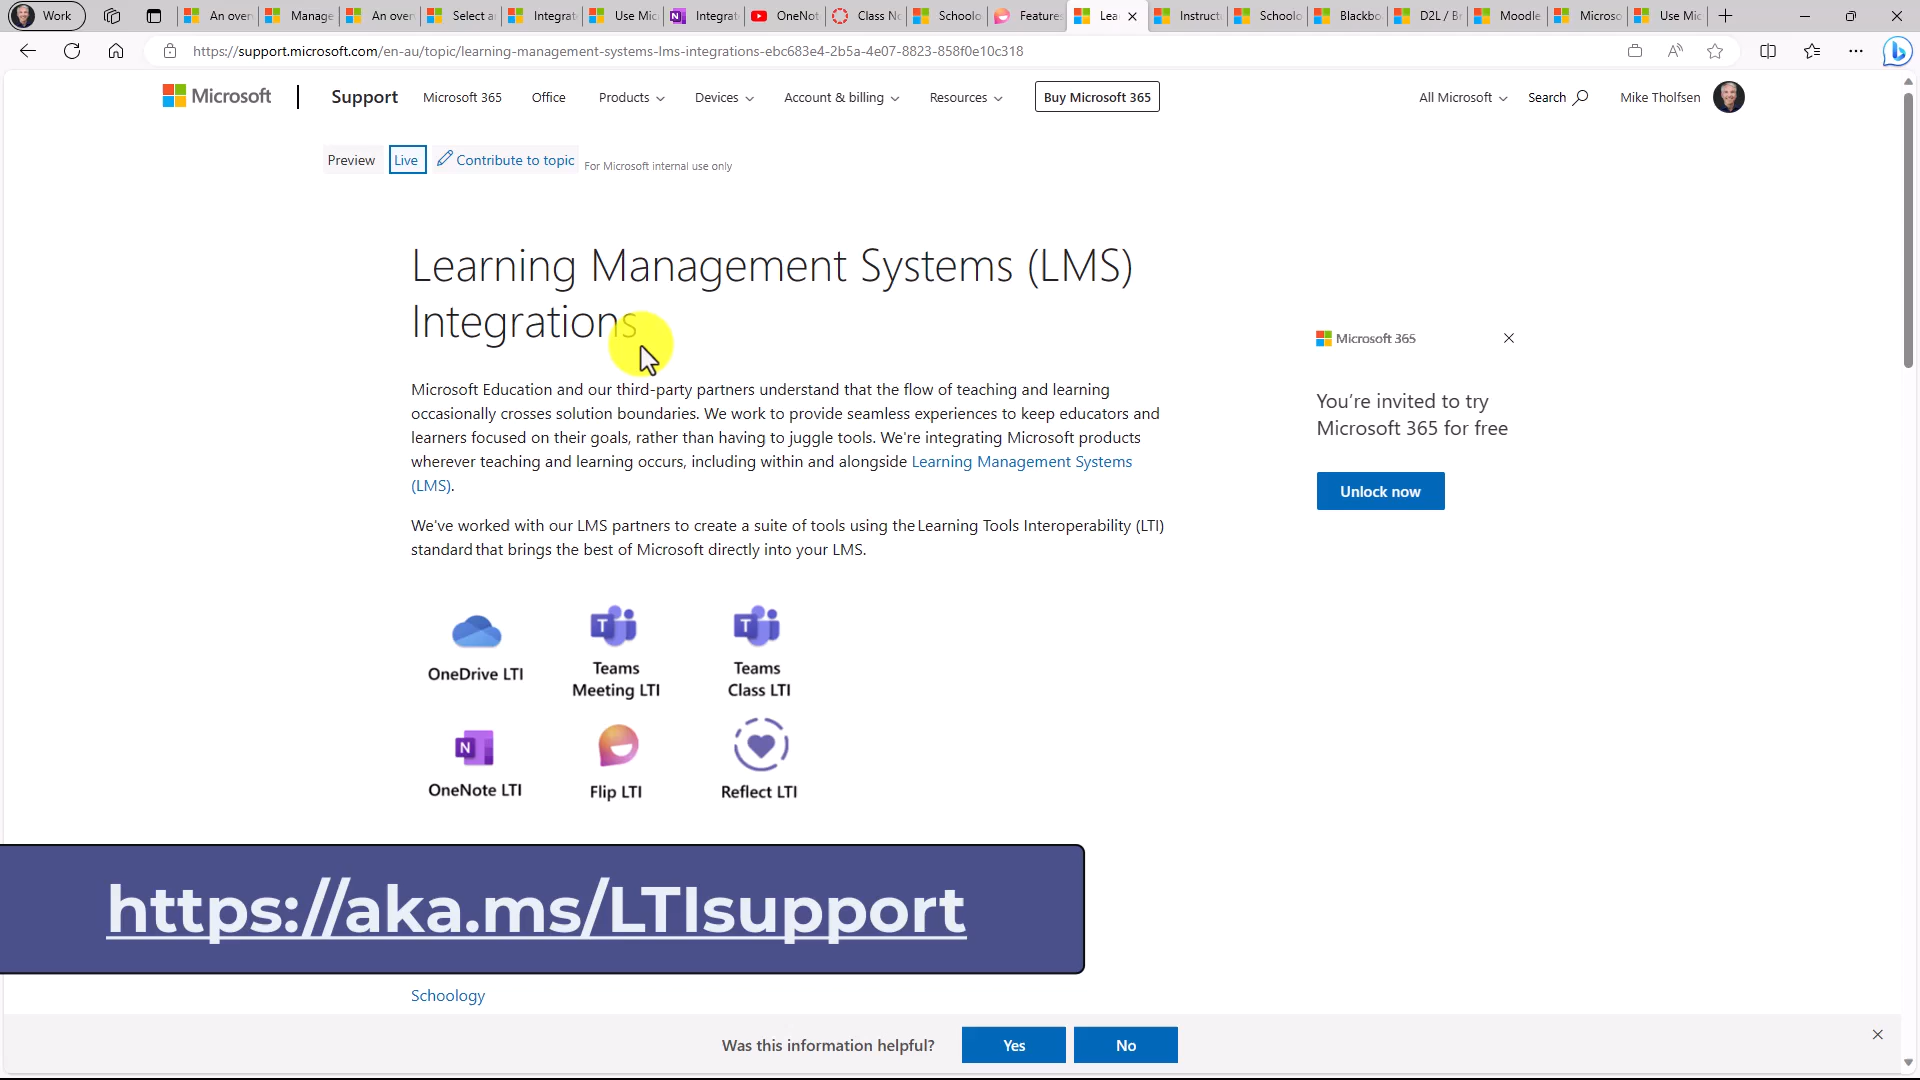 Work
An over
Manage
An over
Select a
Integrat
Use Mic
Integrat
OneNot
Class No
Schoolo
Feature
Lea
Instruct
Schoolo
Blackbo
D2L / B
Moodle
Microso
Use Mic
https://support.microsoft.com/en-au/topic/learning-management-systems-lms-integrations-ebc683e4-2b5a-4e07-8823-858f0e10c318
Microsoft
Support
Microsoft 365
Office
Products
Devices
Account & billing
Resources
Buy Microsoft 365
All Microsoft
Search
Mike Tholfsen
Preview
Live
Contribute to topic
For Microsoft internal use only
Learning Management Systems (LMS)
Integrations
Microsoft 365
You're invited to try
Microsoft 365 for free
Unlock now
Microsoft Education and our third-party partners understand that the flow of teaching and learning
occasionally crosses solution boundaries. We work to provide seamless experiences to keep educators and
learners focused on their goals, rather than having to juggle tools. We're integrating Microsoft products
wherever teaching and learning occurs, including within and alongside Learning Management Systems
(LMS).
We've worked with our LMS partners to create a suite of tools using the Learning Tools Interoperability (LTI)
standard that brings the best of Microsoft directly into your LMS.
OneDrive LTI
Teams
Meeting LTI
Teams
Class LTI
OneNote LTI
Flip LTI
Reflect LTI
https://aka.ms/LTIsupport
Schoology
Was this information helpful?
Yes
No